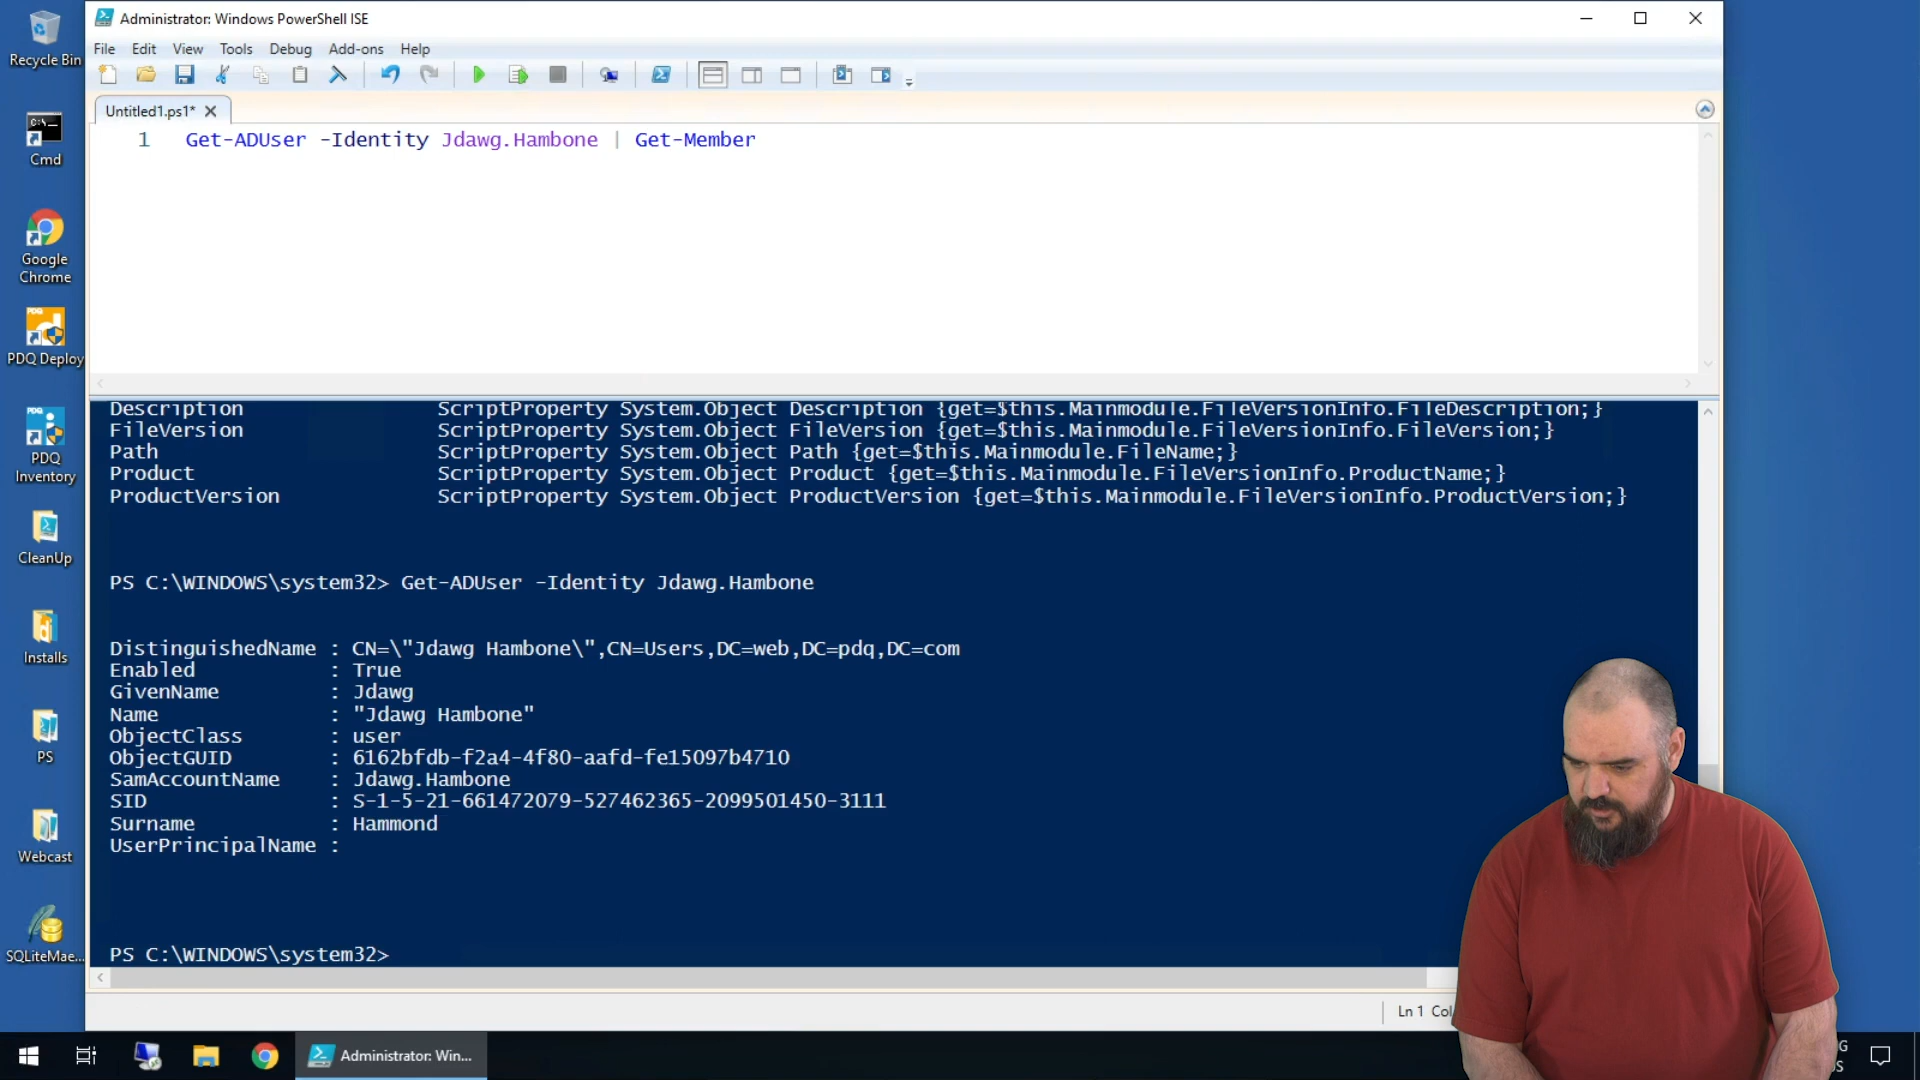 Administrator: Windows PowerShell ISE
File Edit View Tools Debug Add-ons Help
Untitled1.ps1*
1 Get-ADUser -Identity Jdawg.Hambone | Get-Member
Description ScriptProperty System.Object Description {get=$this.Mainmodule.FileVersionInfo.FileDescription;}
FileVersion ScriptProperty System.Object FileVersion {get=$this.Mainmodule.FileVersionInfo.FileVersion;}
Path ScriptProperty System.Object Path {get=$this.Mainmodule.FileName;}
Product ScriptProperty System.Object Product {get=$this.Mainmodule.FileVersionInfo.ProductName;}
ProductVersion ScriptProperty System.Object ProductVersion {get=$this.Mainmodule.FileVersionInfo.ProductVersion;}
PS C:\WINDOWS\system32> Get-ADUser -Identity Jdawg.Hambone
DistinguishedName : CN=\"Jdawg Hambone\",CN=Users,DC=web,DC=pdq,DC=com
Enabled : True
GivenName : Jdawg
Name : "Jdawg Hambone"
ObjectClass : user
ObjectGUID : 6162bfdb-f2a4-4f80-aafd-fe15097b4710
SamAccountName : Jdawg.Hambone
SID : S-1-5-21-661472079-527462365-2099501450-3111
Surname : Hammond
UserPrincipalName :
PS C:\WINDOWS\system32>
Ln 1 Col
Recycle Bin
C:\
Cmd
Google
Chrome
PDQ
PDQ Deploy
PDQ
PDQ
Inventory
CleanUp
Installs
PS
Webcast
SQLiteMae...
Administrator: Win...